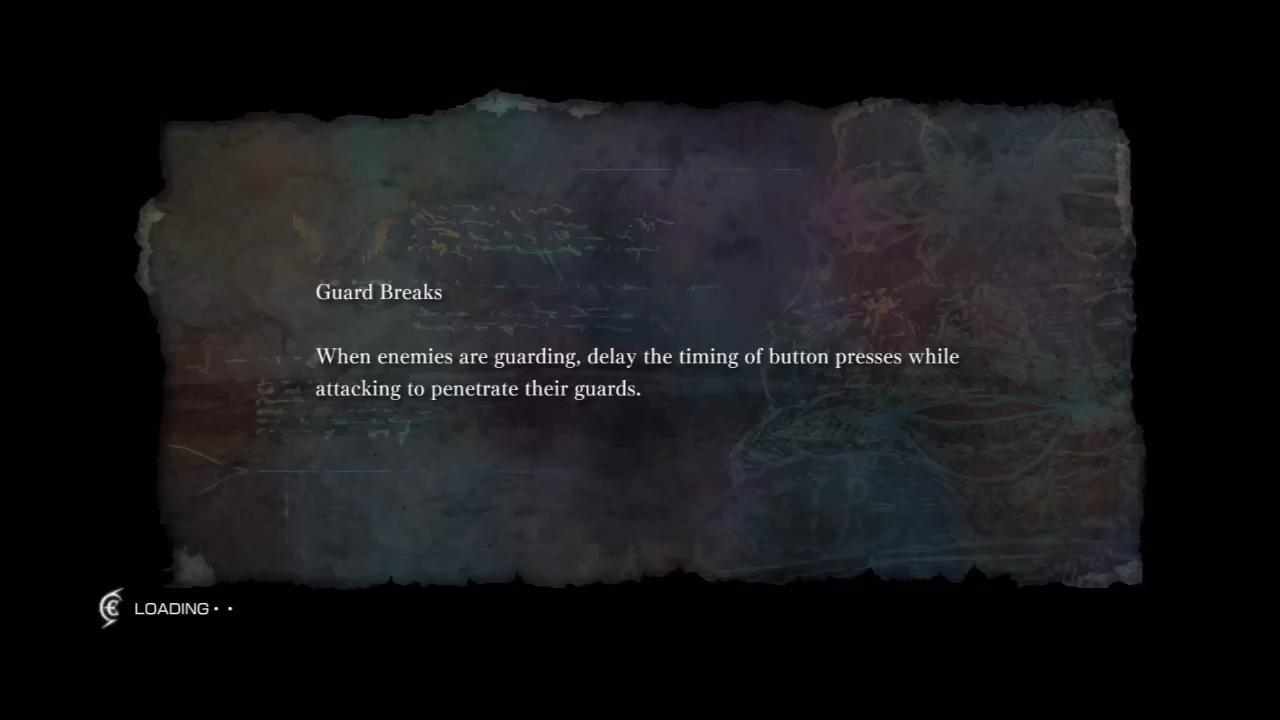 Guard Breaks
When enemies are guarding, delay the timing of button presses while
attacking to penetrate their guards.
LOADING • •